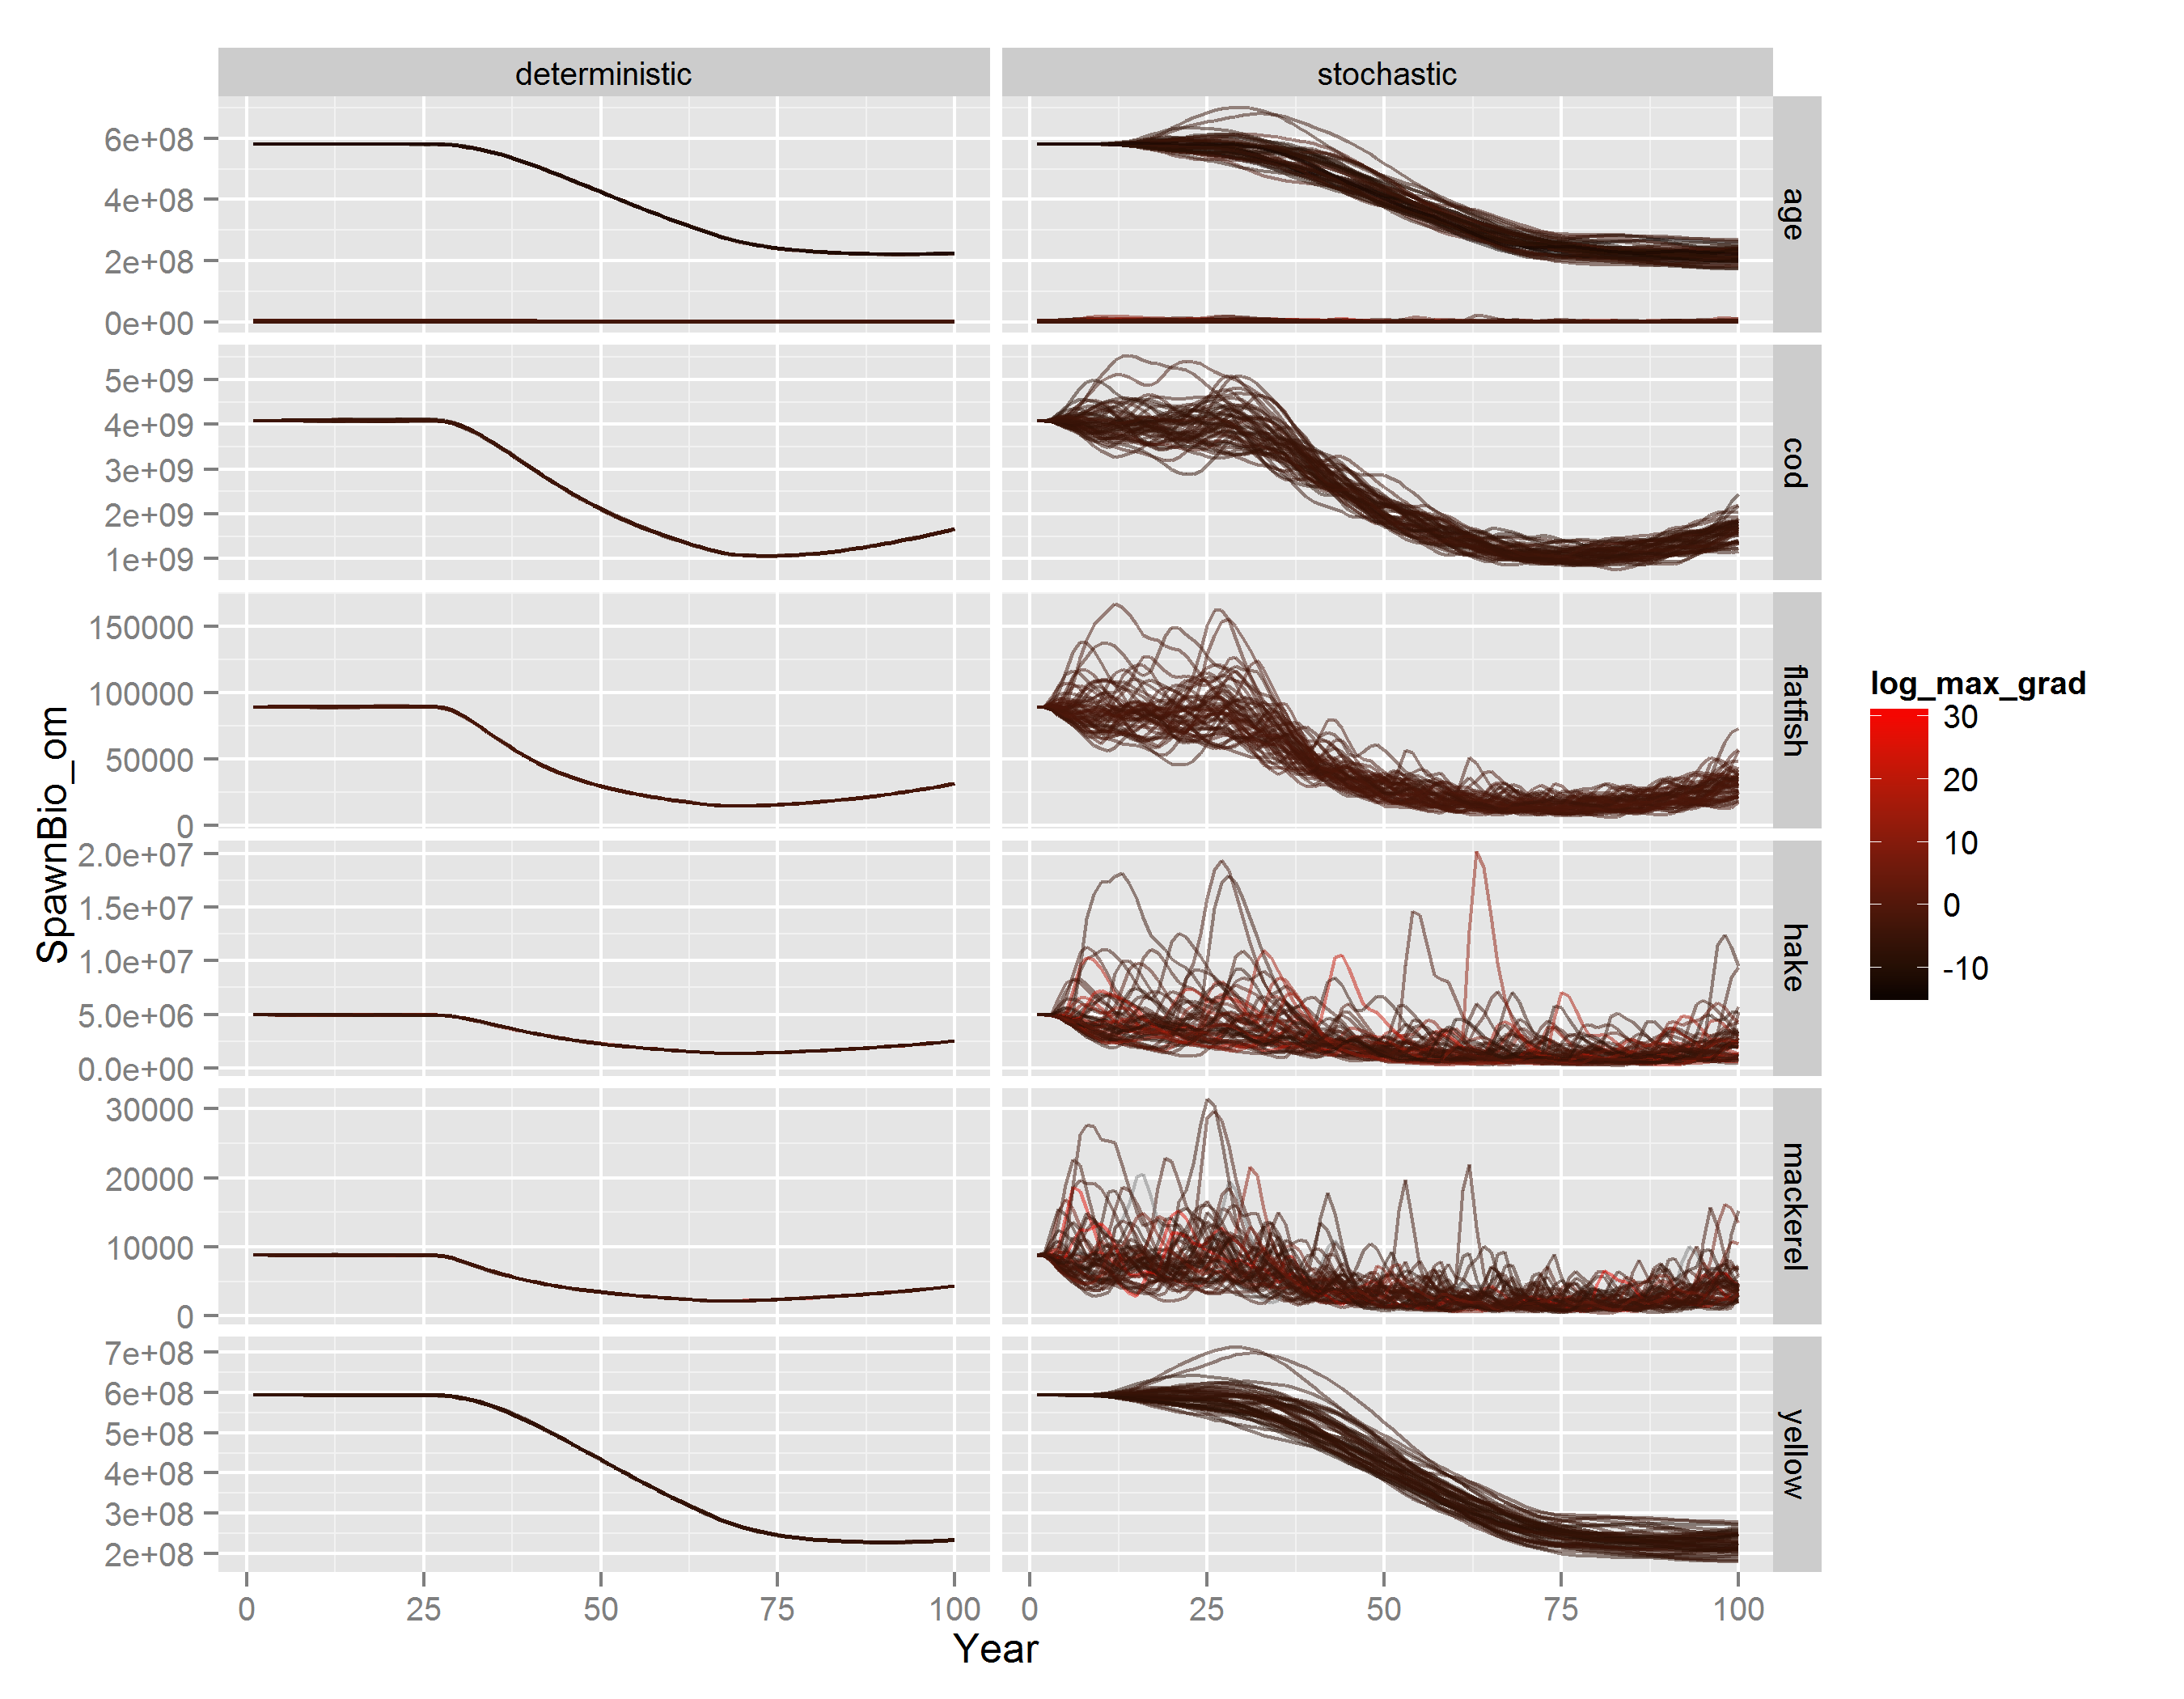 deterministic
stochastic
6e+08
4e+08
2e+08
0e+00
age
5e+09
4e+09
3e+09
2e+09
1e+09
cod
150000
100000
50000
0
flatfish
2.0e+07
1.5e+07
1.0e+07
5.0e+06
0.0e+00
hake
30000
20000
10000
0
mackerel
7e+08
6e+08
5e+08
4e+08
3e+08
2e+08
yellow
SpawnBio_om
0 25 50 75 100
0 25 50 75 100
Year
log_max_grad
30
20
10
0
-10